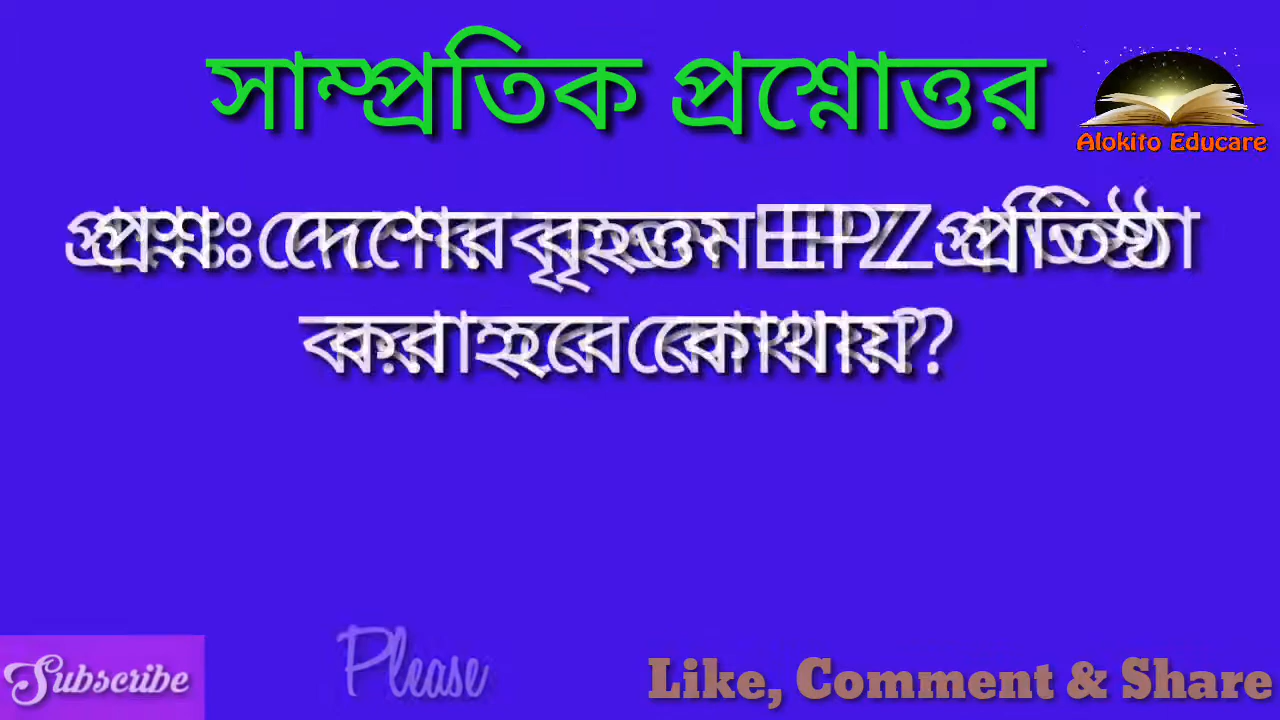 সাম্প্রতিক প্রশ্নোত্তর
Alokito Educare
প্রশ্নঃ দেশের বৃহত্তম EPZ প্রতিষ্ঠা
করা হবে কোথায়?
Subscribe
Please
Like, Comment & Share